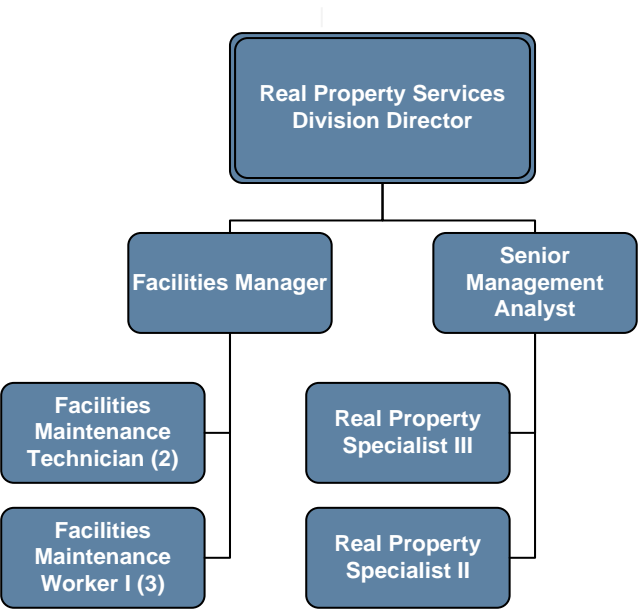 Real Property Services
Division Director
Facilities Manager
Senior
Management
Analyst
Facilities
Maintenance
Technician (2)
Real Property
Specialist III
Facilities
Maintenance
Worker I (3)
Real Property
Specialist II